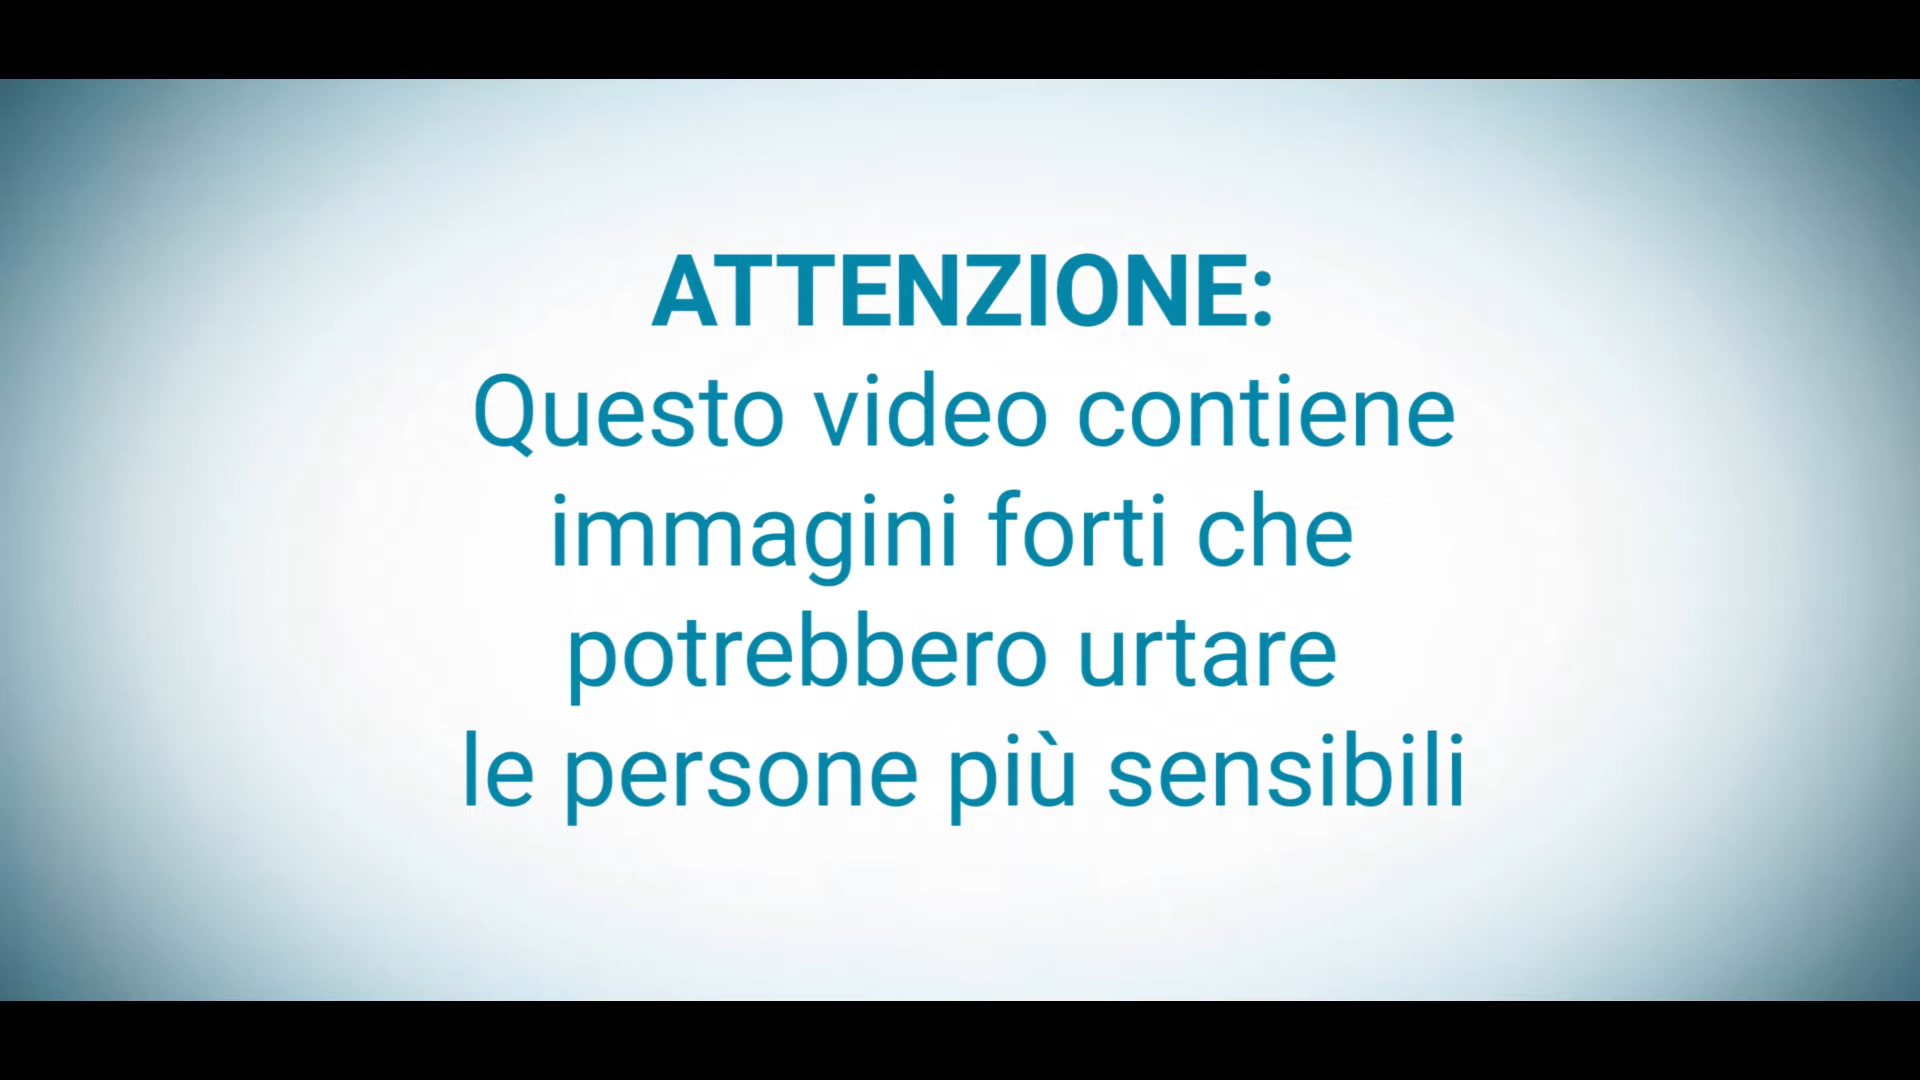 ATTENZIONE:
Questo video contiene
immagini forti che
potrebbero urtare
le persone più sensibili